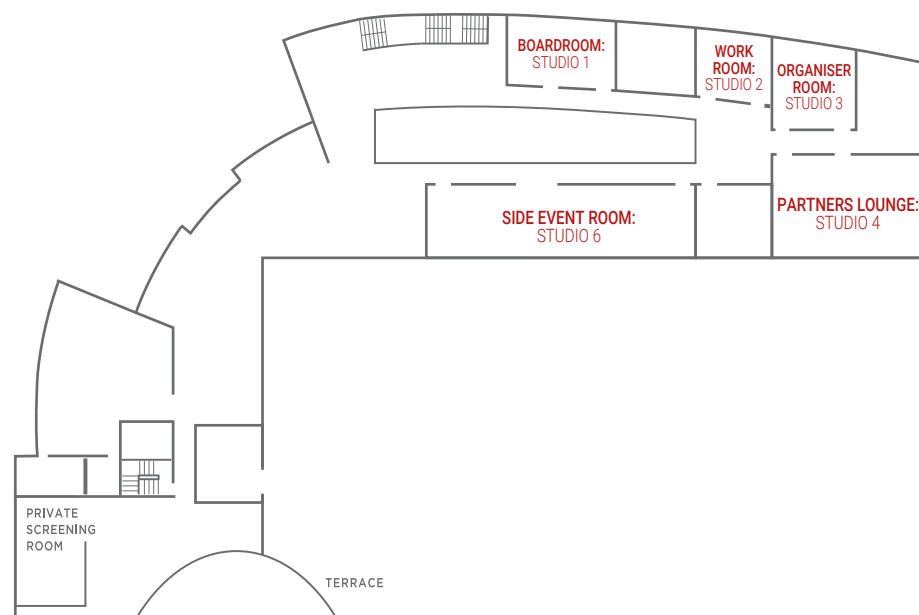 BOARDROOM:
STUDIO 1
WORK
ROOM:
STUDIO 2
ORGANISER
ROOM:
STUDIO 3
SIDE EVENT ROOM:
STUDIO 6
PARTNERS LOUNGE:
STUDIO 4
PRIVATE
SCREENING
ROOM
TERRACE